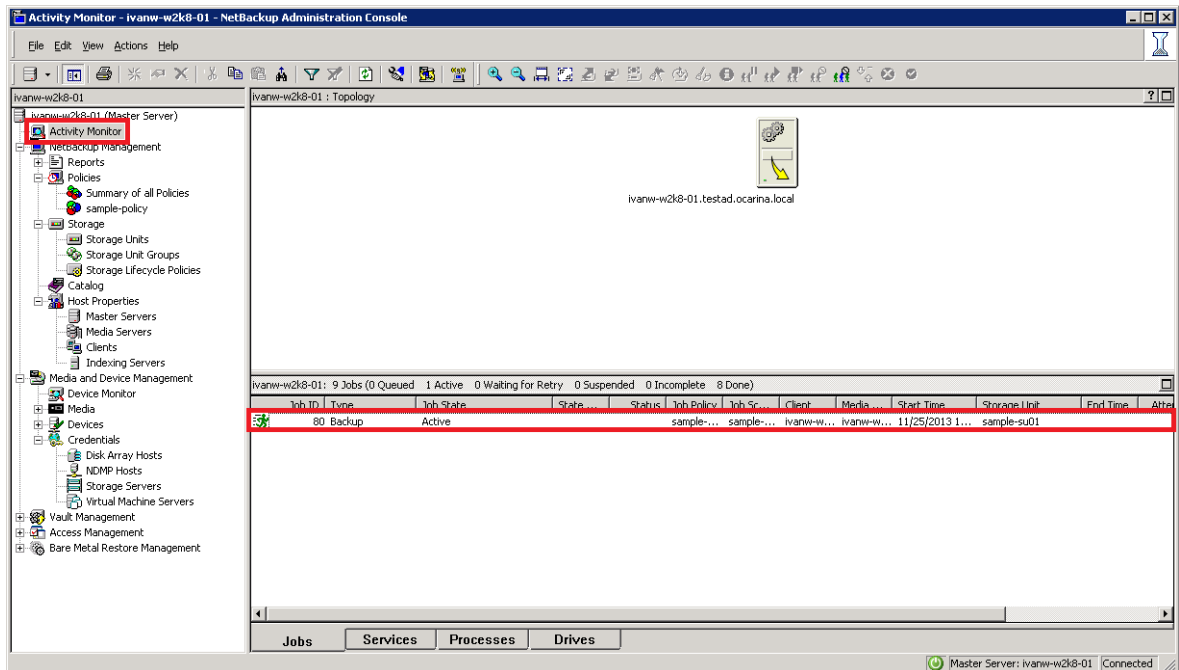 Activity Monitor - ivanw-w2k8-01 - NetBackup Administration Console
File Edit View Actions Help
ivanw-w2k8-01
ivanw-w2k8-01 : Topology
ivanw-w2k8-01 (Master Server)
Activity Monitor
NetBackup Management
Reports
Policies
Summary of all Policies
sample-policy
Storage
Storage Units
Storage Unit Groups
Storage Lifecycle Policies
Catalog
Host Properties
Master Servers
Media Servers
Clients
Indexing Servers
Media and Device Management
Device Monitor
Media
Devices
Credentials
Disk Array Hosts
NDMP Hosts
Storage Servers
Virtual Machine Servers
Vault Management
Access Management
Bare Metal Restore Management
ivanw-w2k8-01.testad.ocarina.local
ivanw-w2k8-01: 9 Jobs (0 Queued 1 Active 0 Waiting for Retry 0 Suspended 0 Incomplete 8 Done)
Job ID Type Job State State ... Status Job Policy Job Sc... Client Media ... Start Time Storage Unit End Time Atte
80 Backup Active sample-... sample-... ivanw-w... ivanw-w... 11/25/2013 1... sample-su01
Jobs Services Processes Drives
Master Server: ivanw-w2k8-01 Connected